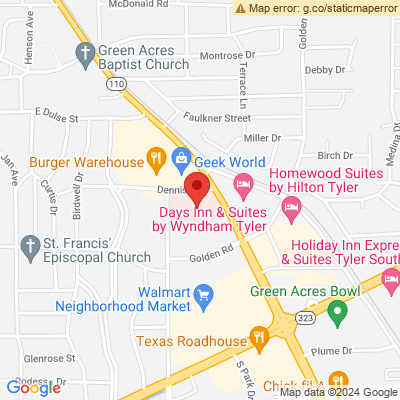 McDonald Rd
Map error: g.co/staticmaperror
Henson Ave
Green Acres
Baptist Church
Montrose Dr
Terrace Ln
Golden
Debby Dr
110
E Dulse St
Faulkner Street
Miller Dr
Medina Dr
Jan Ave
Burger Warehouse
Geek World
Birch Dr
Homewood Suites
by Hilton Tyler
Curtis Dr
Birdwell Dr
Dennis
Days Inn & Suites
by Wyndham Tyler
St. Francis'
Episcopal Church
Golden Rd
Holiday Inn Expre
& Suites Tyler South
Walmart
Neighborhood Market
Green Acres Bowl
323
Texas Roadhouse
Plume Dr
Glenrose St
S Park Dr
Chick-fil-A
Google
Map data ©2024 Google